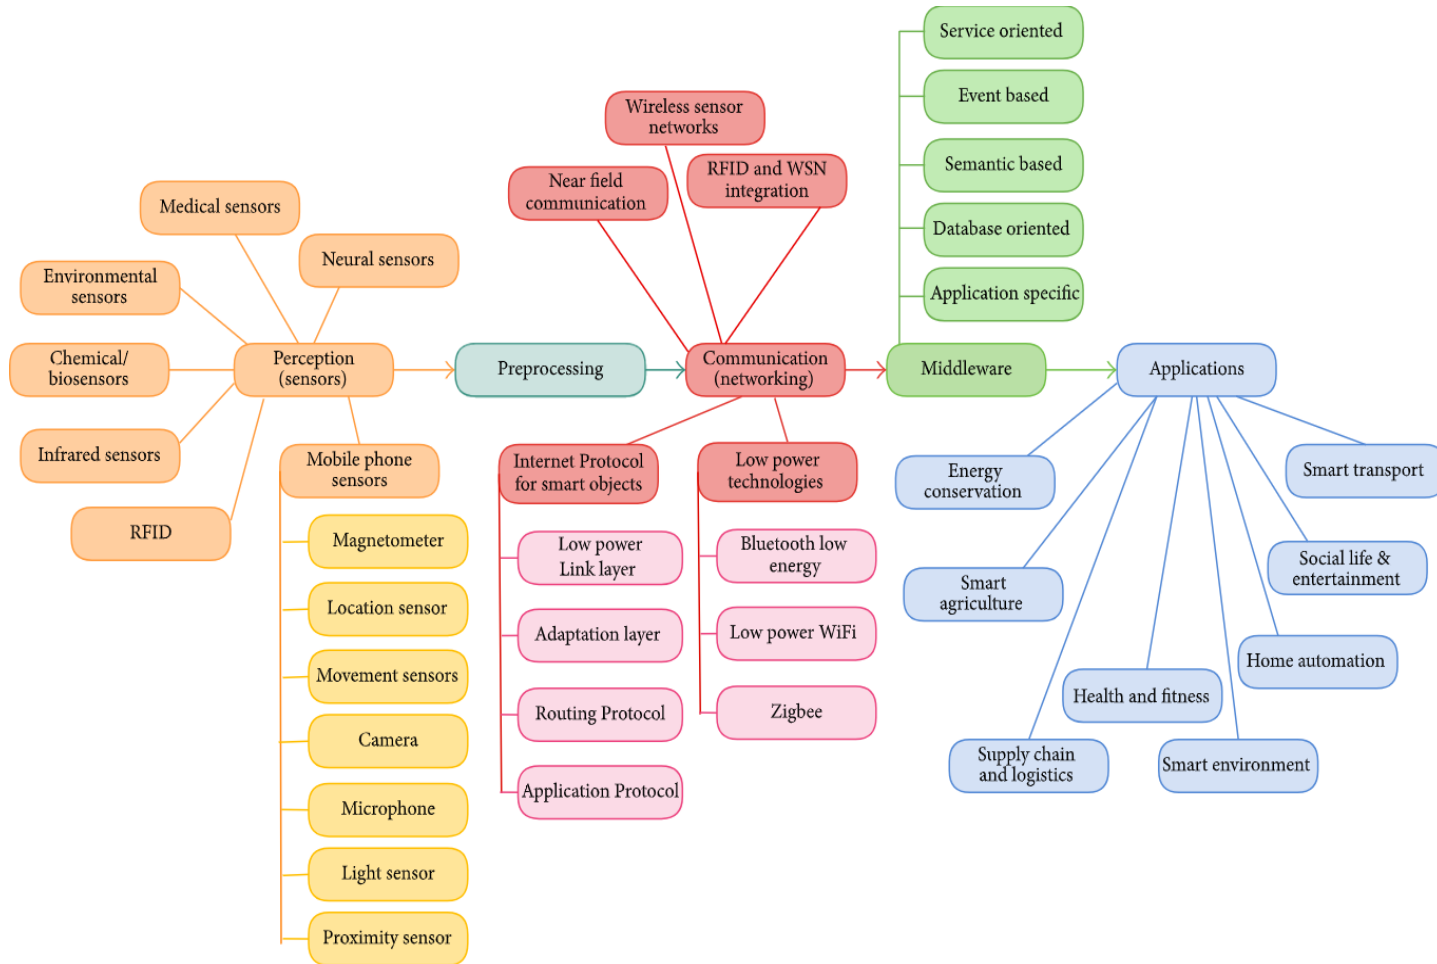 Service oriented
Event based
Semantic based
Database oriented
Application specific
Wireless sensor
networks
RFID and WSN
integration
Near field
communication
Medical sensors
Neural sensors
Environmental
sensors
Chemical/
biosensors
Infrared sensors
RFID
Perception
(sensors)
Preprocessing
Communication
(networking)
Middleware
Applications
Mobile phone
sensors
Magnetometer
Location sensor
Movement sensors
Camera
Microphone
Light sensor
Proximity sensor
Internet Protocol
for smart objects
Low power
Link layer
Adaptation layer
Routing Protocol
Application Protocol
Low power
technologies
Bluetooth low
energy
Low power WiFi
Zigbee
Energy
conservation
Smart
agriculture
Supply chain
and logistics
Health and fitness
Smart environment
Home automation
Social life &
entertainment
Smart transport